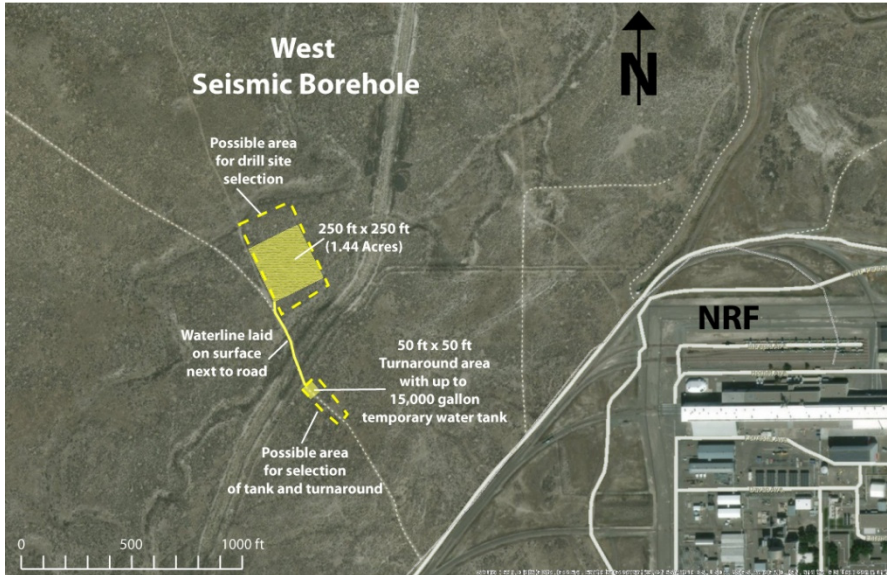 West
Seismic Borehole
N
Possible area
for drill site
selection
250 ft x 250 ft
(1.44 Acres)
NRF
Waterline laid
on surface
next to road
50 ft x 50 ft
Turnaround area
with up to
15,000 gallon
temporary water tank
Possible area
for selection
of tank and turnaround
0 500 1000 ft